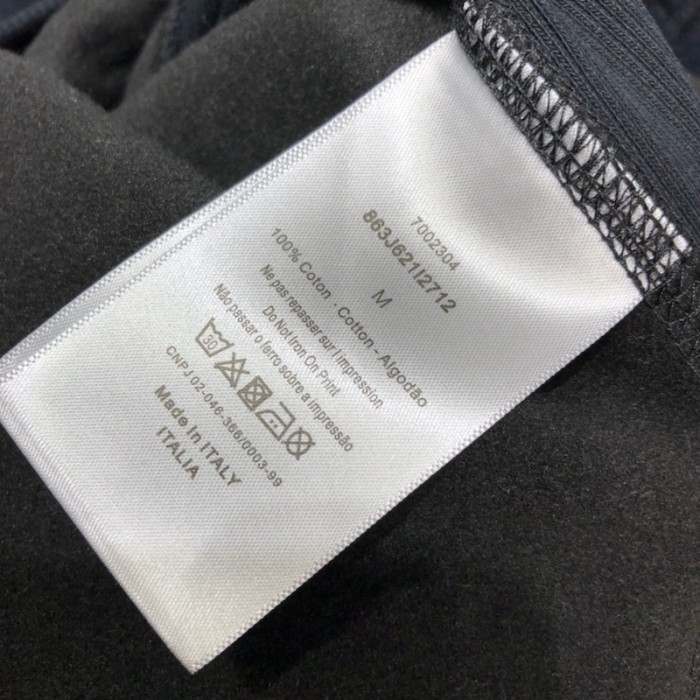 7002304
863J621I2712
M
100% Coton - Cotton - Algodão
Ne pas repasser sur l impression
Do Not Iron On Print
Não passar o ferro sobre a impressão
30
CNPJ 02-046-366/0003-99
Made In ITALY
ITALIA